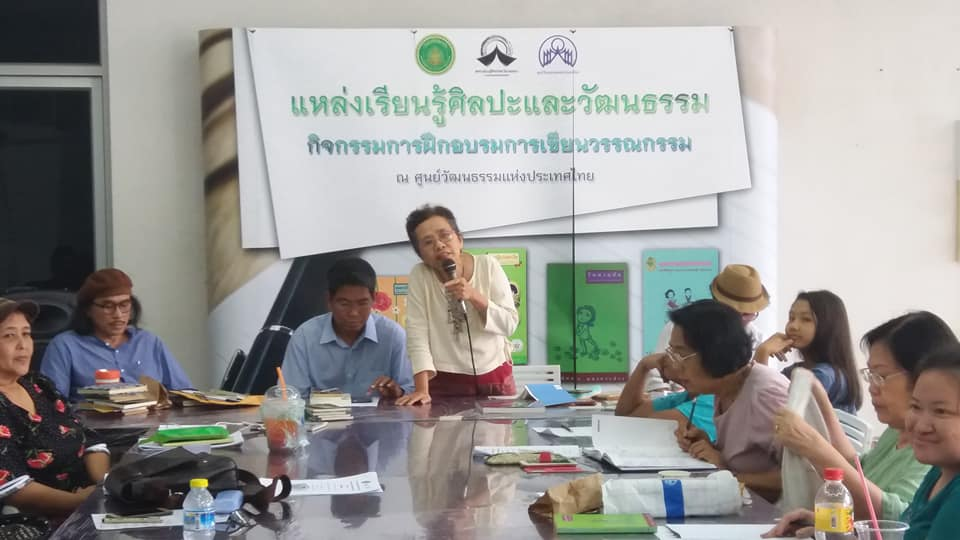 แหล่งเรียนรู้ศิลปะและวัฒนธรรม
กิจกรรมการฝึกอบรมการเขียนวรรณกรรม
ณ ศูนย์วัฒนธรรมแห่งประเทศไทย